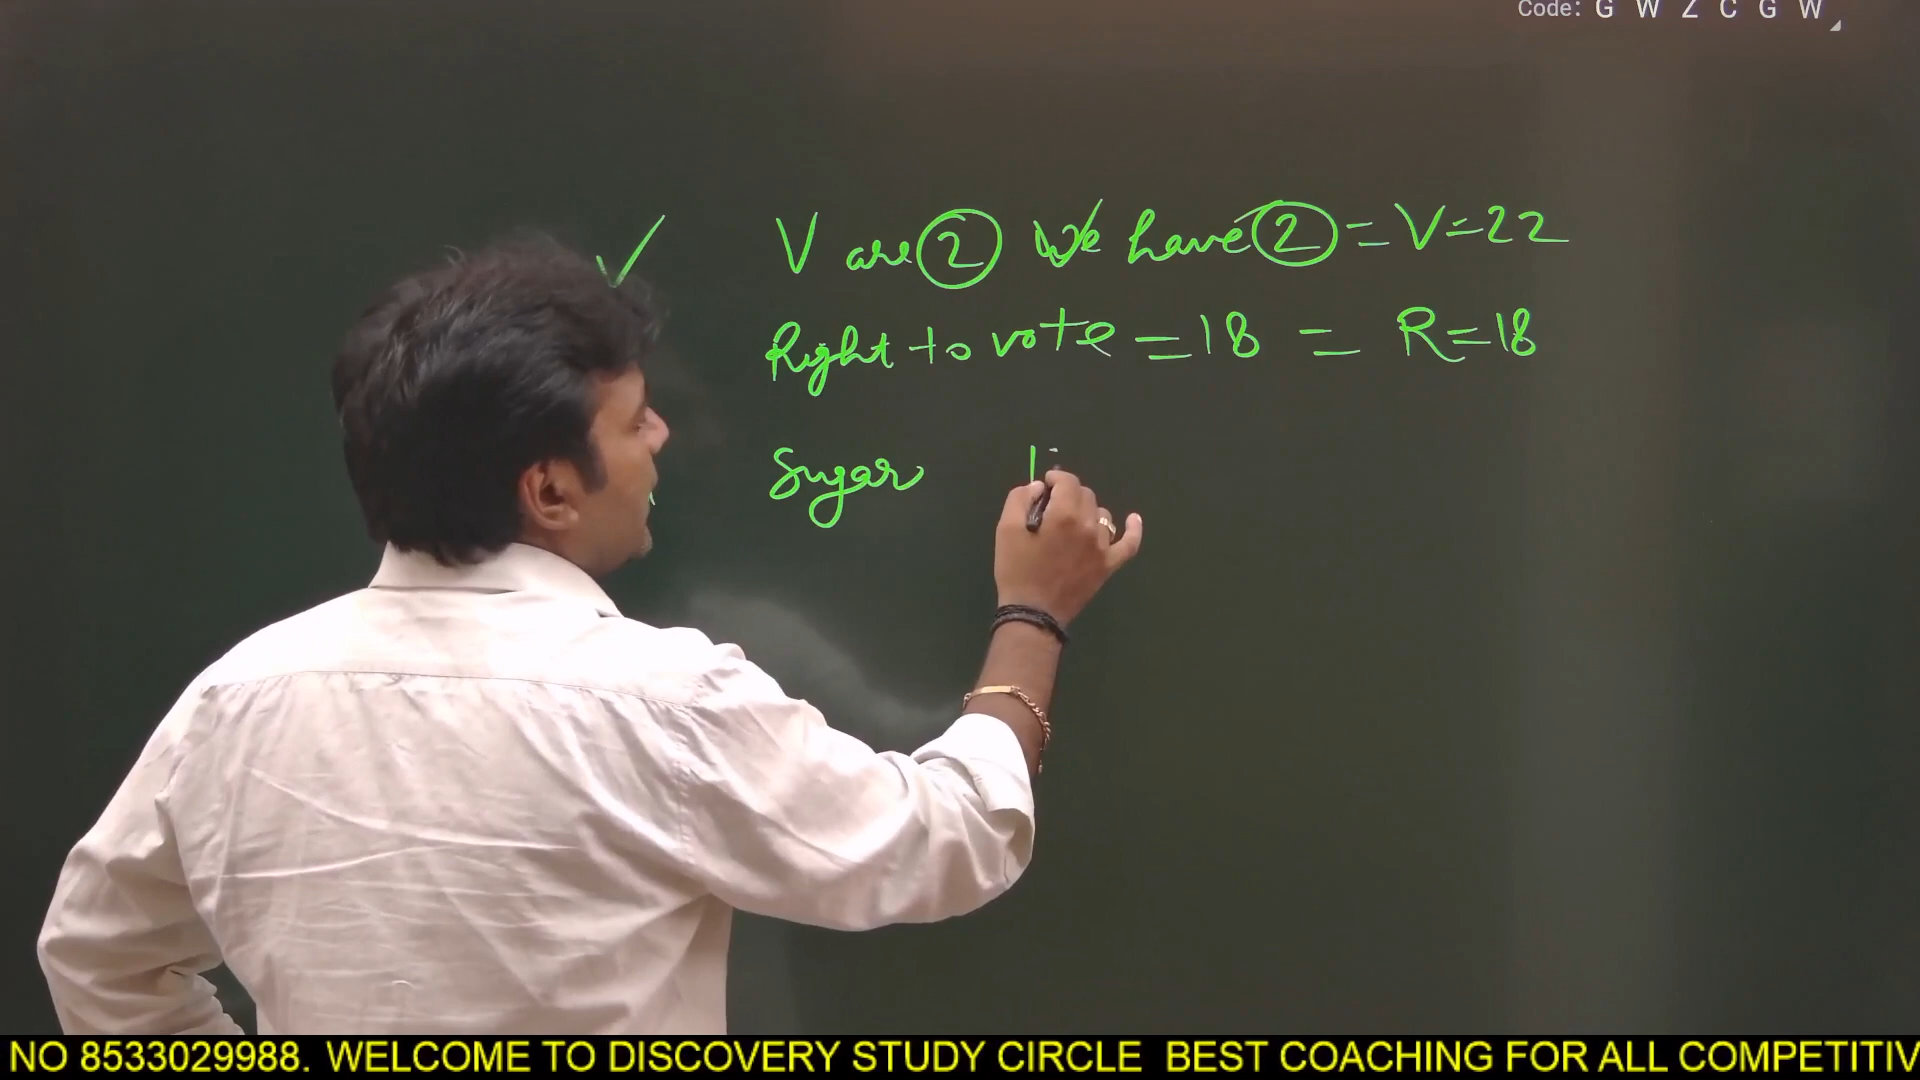 Code: G W Z C G W
V are 2 We have 2 = V=22
Right to vote = 18 = R=18
Sugar
NO 8533029988. WELCOME TO DISCOVERY STUDY CIRCLE BEST COACHING FOR ALL COMPETITIV